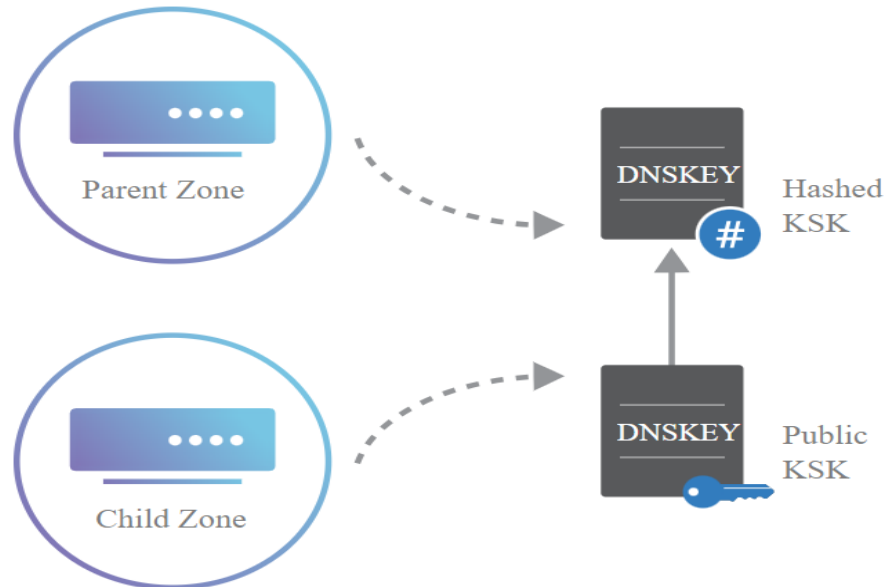 Parent Zone
DNSKEY
#
Hashed
KSK
Child Zone
DNSKEY
Public
KSK